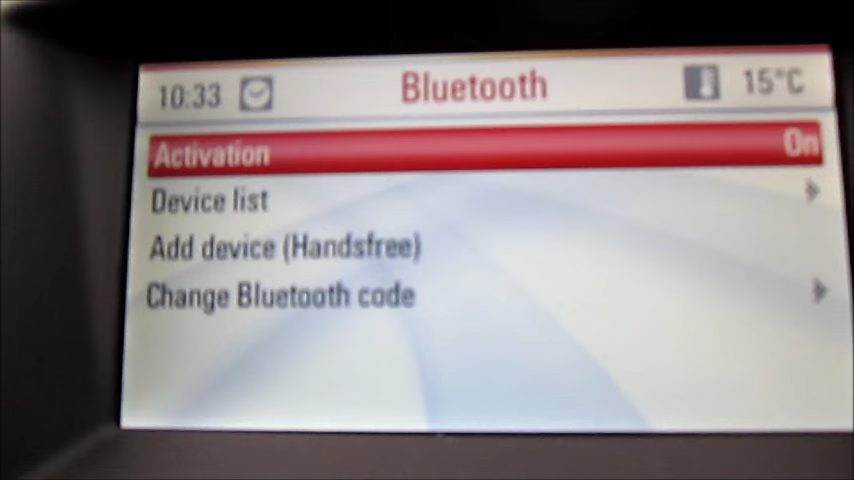 10:33 Bluetooth 15°C
Activation On
Device list
Add device (Handsfree)
Change Bluetooth code